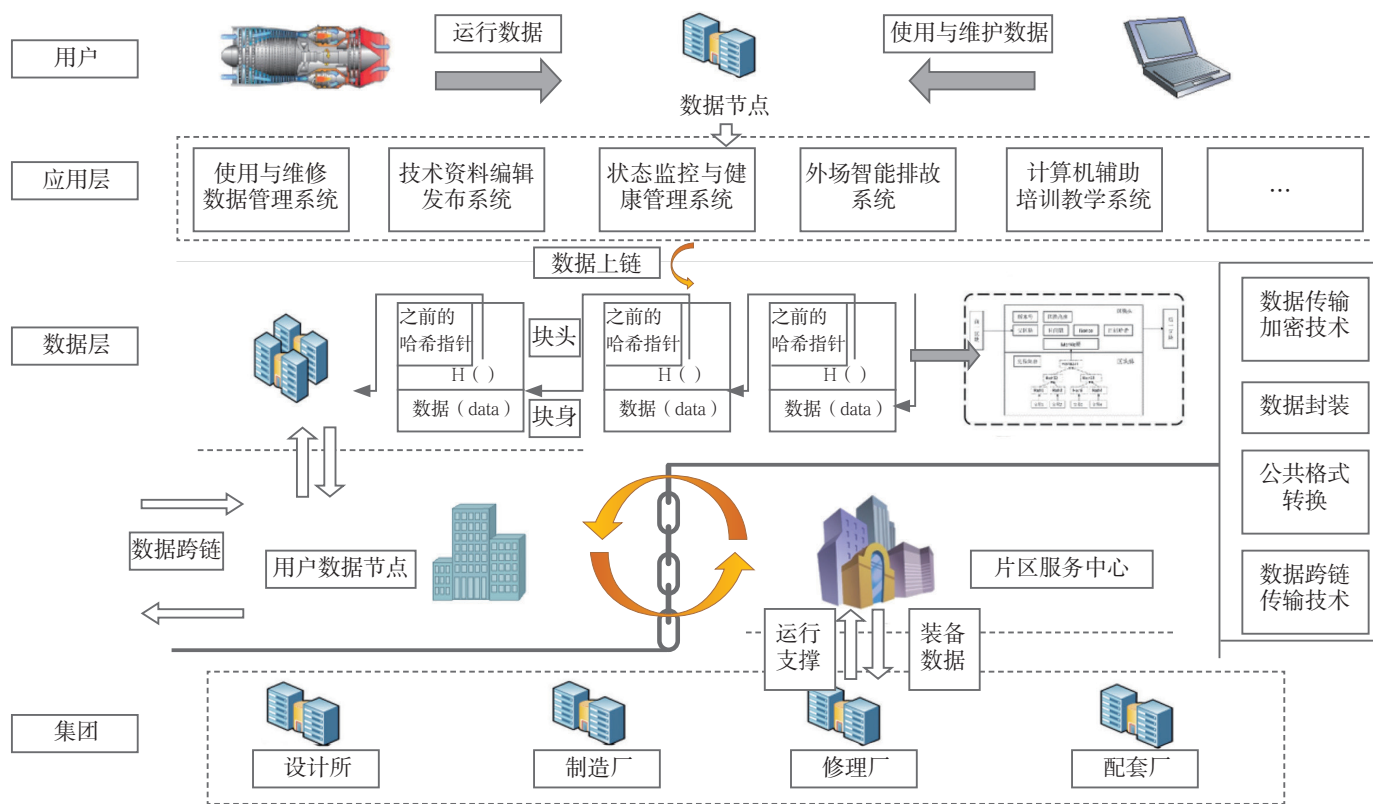 用户
运行数据
使用与维护数据
数据节点
应用层
使用与维修
数据管理系统
技术资料编辑
发布系统
状态监控与健
康管理系统
外场智能排故
系统
计算机辅助
培训教学系统
…
数据上链
数据层
之前的
哈希指针
H( )
数据(data)
块头
块身
之前的
哈希指针
H( )
数据(data)
之前的
哈希指针
H( )
数据(data)
数据传输
加密技术
数据封装
公共格式
转换
数据跨链
传输技术
数据跨链
用户数据节点
片区服务中心
运行
支撑
装备
数据
集团
设计所
制造厂
修理厂
配套厂